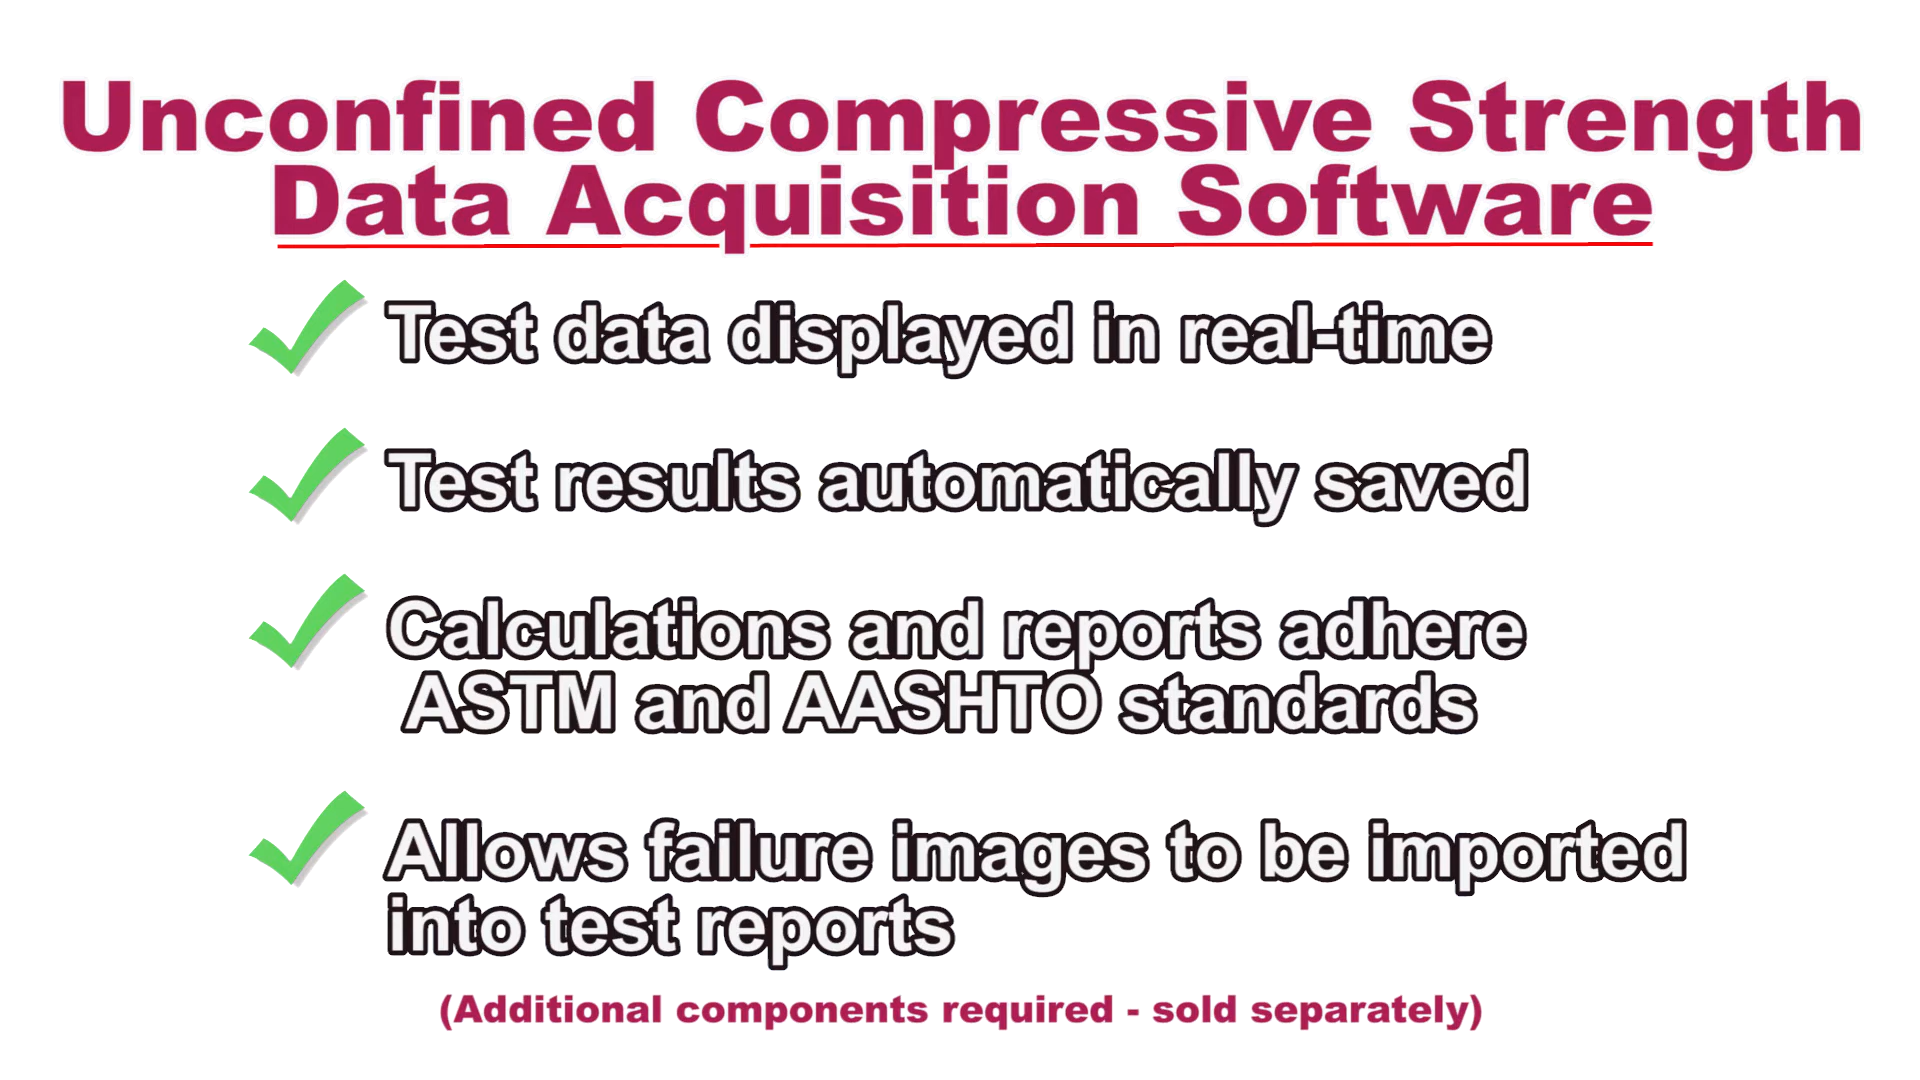 Unconfined Compressive Strength
Data Acquisition Software
Test data displayed in real-time
Test results automatically saved
Calculations and reports adhere
ASTM and AASHTO standards
Allows failure images to be imported
into test reports
(Additional components required - sold separately)